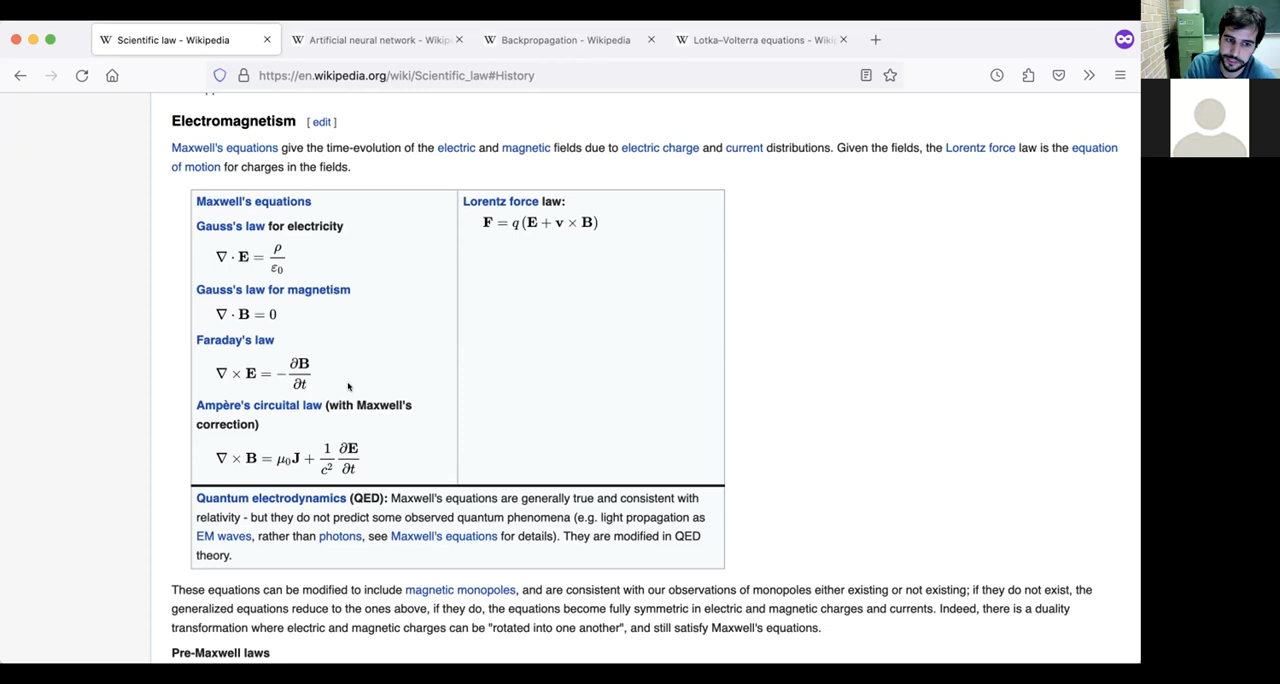 Scientific law - Wikipedia
Artificial neural network - Wikip
Backpropagation - Wikipedia
Lotka–Volterra equations - Wiki
https://en.wikipedia.org/wiki/Scientific_law#History
Electromagnetism [ edit ]
Maxwell's equations give the time-evolution of the electric and magnetic fields due to electric charge and current distributions. Given the fields, the Lorentz force law is the equation
of motion for charges in the fields.
Maxwell's equations
Gauss's law for electricity
∇ · E = ρ / ε₀
Gauss's law for magnetism
∇ · B = 0
Faraday's law
∇ × E = − ∂B / ∂t
Ampère's circuital law (with Maxwell's
correction)
∇ × B = μ₀J + 1 / c² ∂E / ∂t
Lorentz force law:
F = q (E + v × B)
Quantum electrodynamics (QED): Maxwell's equations are generally true and consistent with
relativity - but they do not predict some observed quantum phenomena (e.g. light propagation as
EM waves, rather than photons, see Maxwell's equations for details). They are modified in QED
theory.
These equations can be modified to include magnetic monopoles, and are consistent with our observations of monopoles either existing or not existing; if they do not exist, the
generalized equations reduce to the ones above, if they do, the equations become fully symmetric in electric and magnetic charges and currents. Indeed, there is a duality
transformation where electric and magnetic charges can be "rotated into one another", and still satisfy Maxwell's equations.
Pre-Maxwell laws